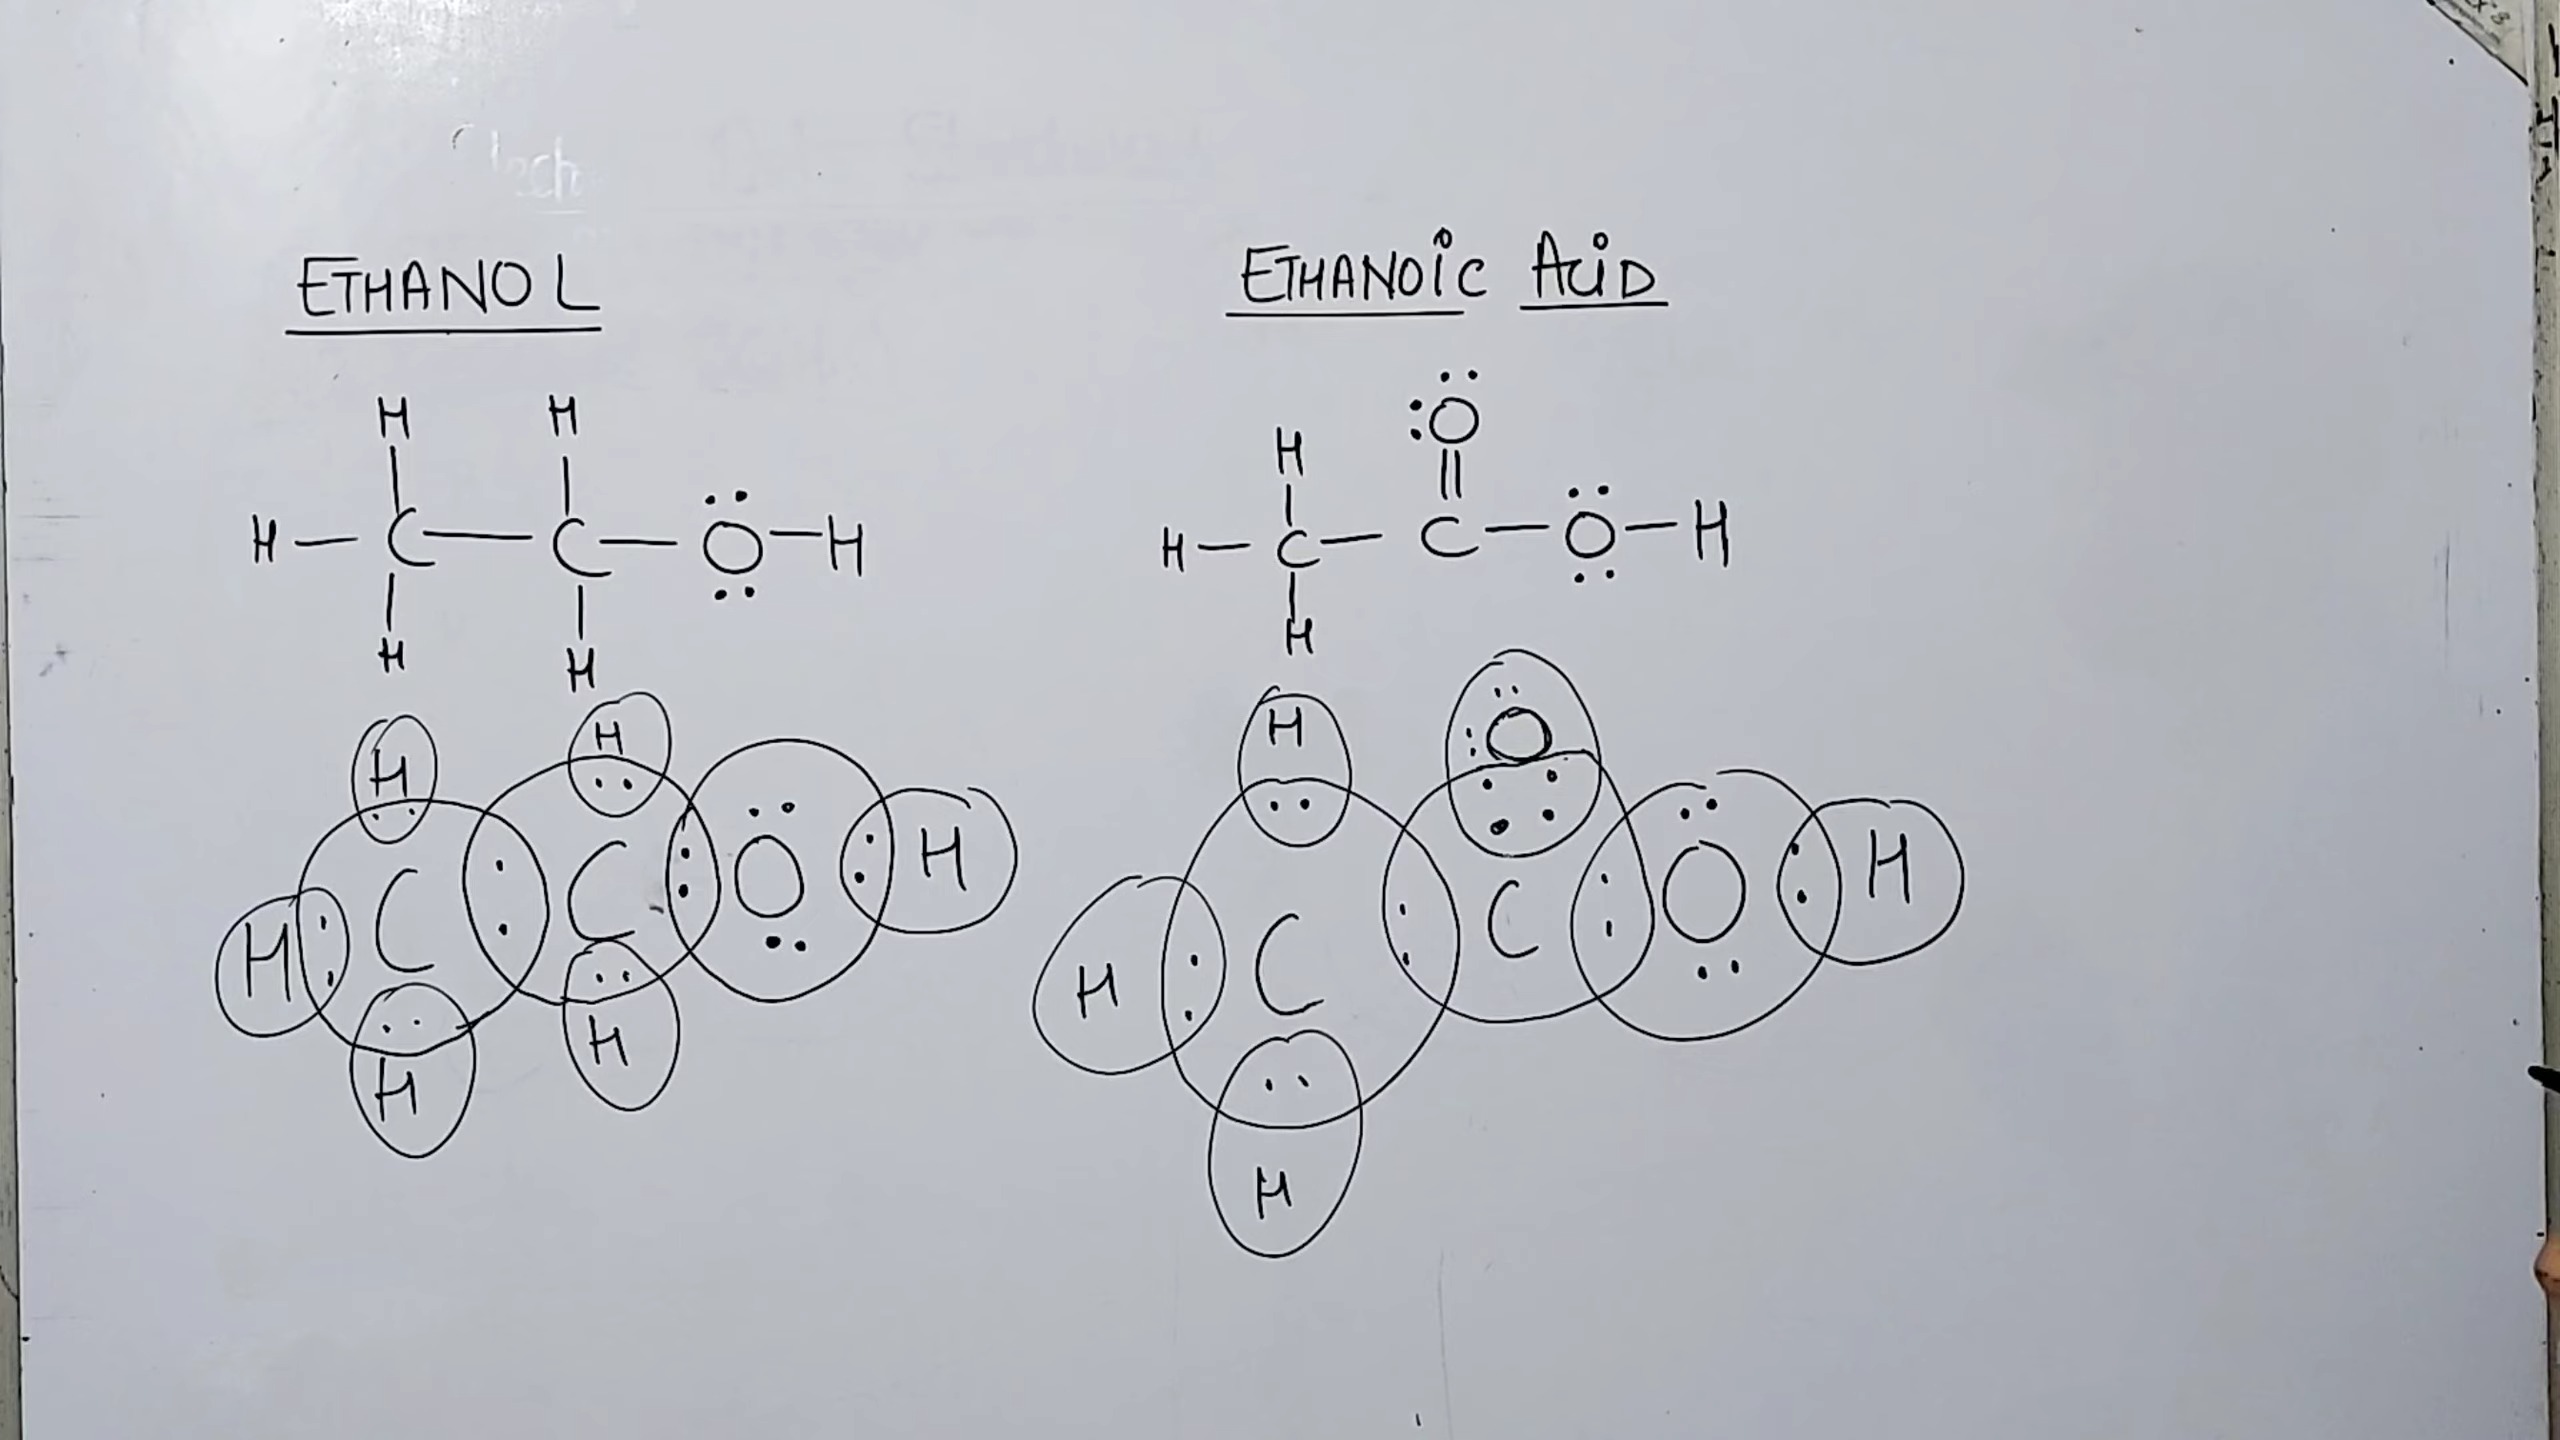 ETHANOL
H H
H — C — C — Ö — H
H H
H H
C C O H
H
H H
ETHANOIC ACID
:O
H ||
H — C — C — O — H
H
H O
C O H
H C
H